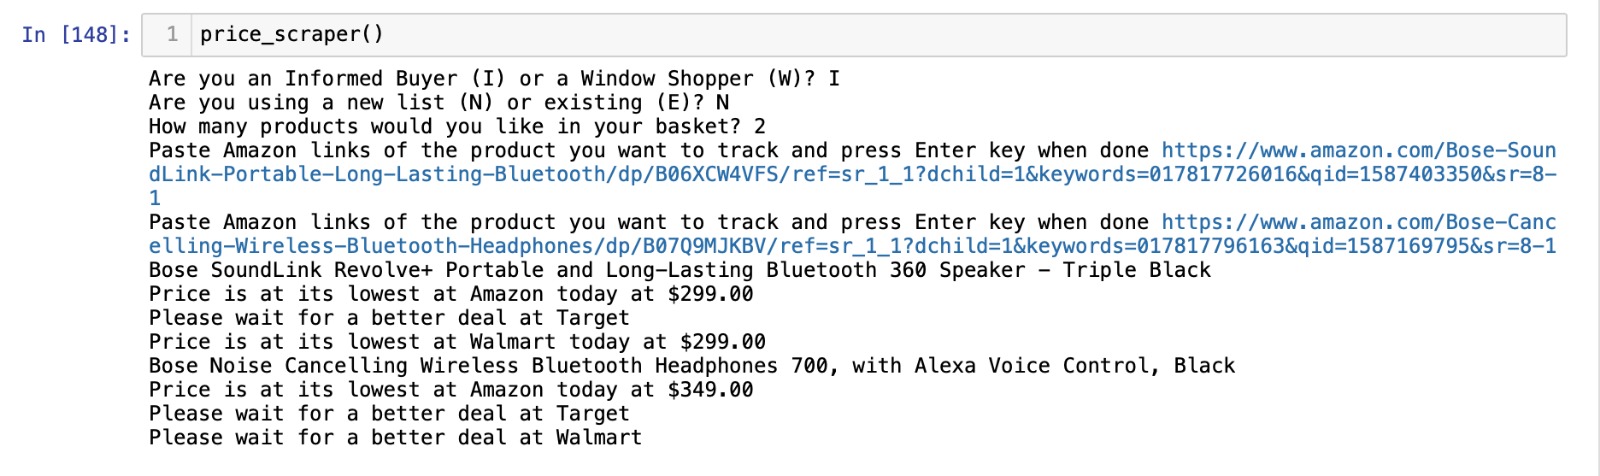 In [148]: 1 price_scraper()
Are you an Informed Buyer (I) or a Window Shopper (W)? I
Are you using a new list (N) or existing (E)? N
How many products would you like in your basket? 2
Paste Amazon links of the product you want to track and press Enter key when done https://www.amazon.com/Bose-Soun
dLink-Portable-Long-Lasting-Bluetooth/dp/B06XCW4VFS/ref=sr_1_1?dchild=1&keywords=017817726016&qid=1587403350&sr=8-
1
Paste Amazon links of the product you want to track and press Enter key when done https://www.amazon.com/Bose-Canc
elling-Wireless-Bluetooth-Headphones/dp/B07Q9MJKBV/ref=sr_1_1?dchild=1&keywords=017817796163&qid=1587169795&sr=8-1
Bose SoundLink Revolve+ Portable and Long-Lasting Bluetooth 360 Speaker - Triple Black
Price is at its lowest at Amazon today at $299.00
Please wait for a better deal at Target
Price is at its lowest at Walmart today at $299.00
Bose Noise Cancelling Wireless Bluetooth Headphones 700, with Alexa Voice Control, Black
Price is at its lowest at Amazon today at $349.00
Please wait for a better deal at Target
Please wait for a better deal at Walmart